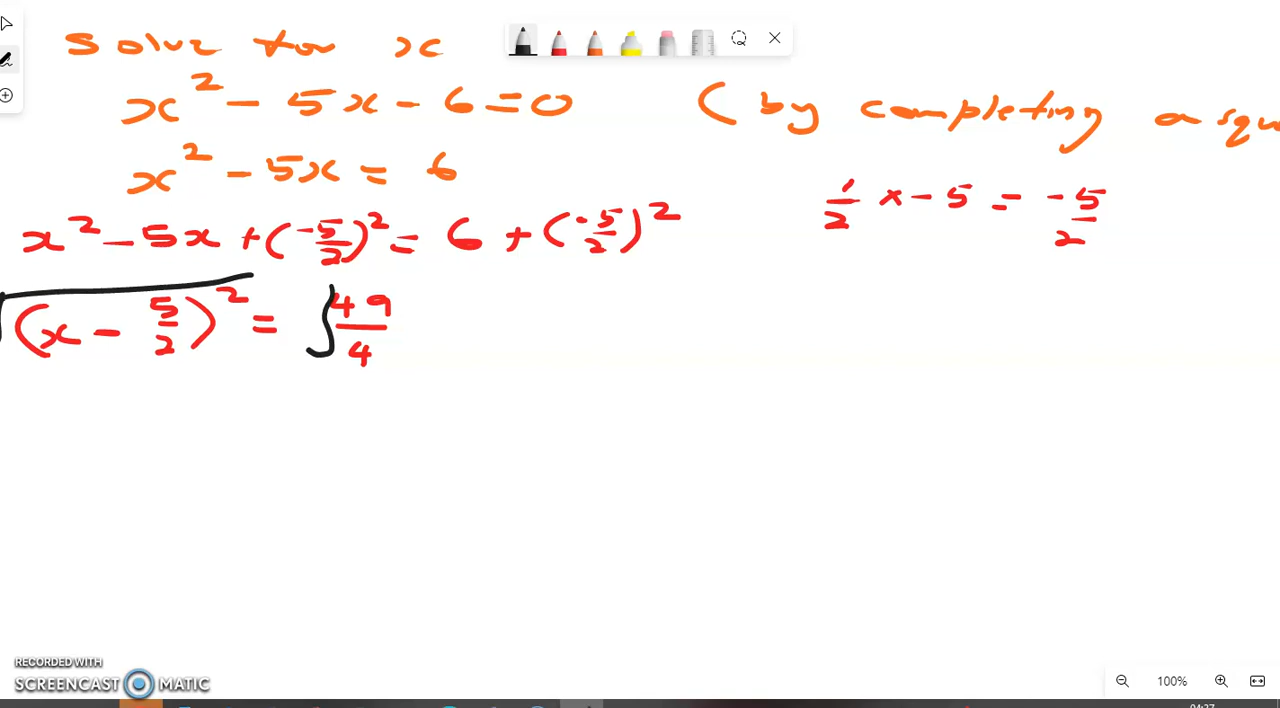 Solve for x
x² - 5x - 6 = 0 (by completing a squ
x² - 5x = 6
1/2 × -5 = -5/2
x² - 5x + (-5/2)² = 6 + (-5/2)²
√(x - 5/2)² = √49/4
RECORDED WITH
SCREENCAST MATIC
100%